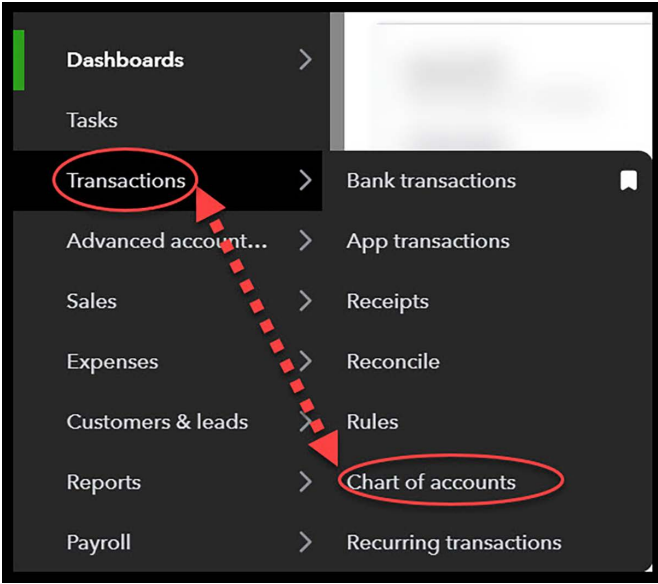 Dashboards
Tasks
Transactions
Advanced account...
Sales
Expenses
Customers & leads
Reports
Payroll
Bank transactions
App transactions
Receipts
Reconcile
Rules
Chart of accounts
Recurring transactions